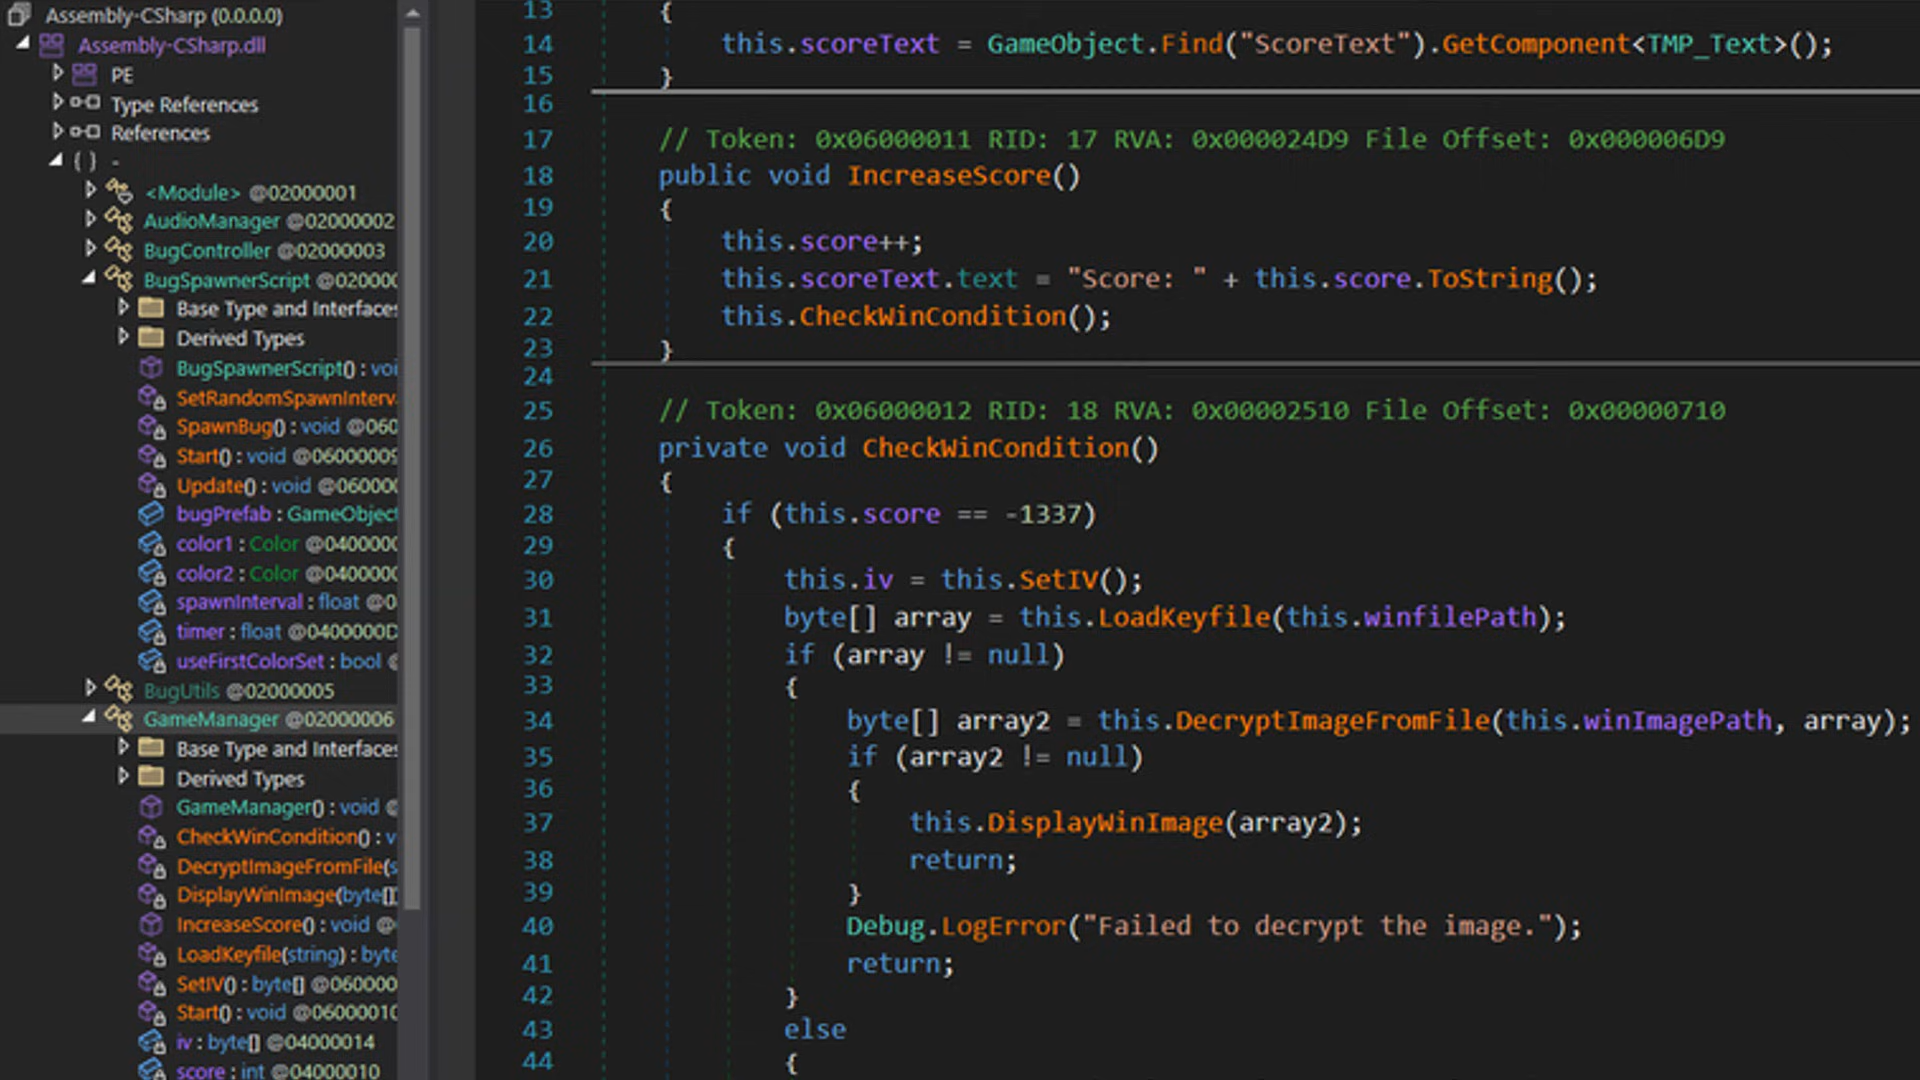 Assembly-CSharp (0.0.0.0)
Assembly-CSharp.dll
PE
Type References
References
{ } -
<Module> @02000001
AudioManager @02000002
BugController @02000003
BugSpawnerScript @020000
Base Type and Interfaces
Derived Types
BugSpawnerScript() : voi
SetRandomSpawnInterv
SpawnBug() : void @060
Start() : void @06000009
Update() : void @06000
bugPrefab : GameObject
color1 : Color @0400000
color2 : Color @0400000
spawnInterval : float @0
timer : float @0400000D
useFirstColorSet : bool @
BugUtils @02000005
GameManager @02000006
Base Type and Interfaces
Derived Types
GameManager() : void @
CheckWinCondition() : v
DecryptImageFromFile(s
DisplayWinImage(byte[]
IncreaseScore() : void @
LoadKeyfile(string) : byte
SetIV() : byte[] @060000
Start() : void @06000010
iv : byte[] @04000014
score : int @04000010
13 {
14 this.scoreText = GameObject.Find("ScoreText").GetComponent<TMP_Text>();
15 }
16
17 // Token: 0x06000011 RID: 17 RVA: 0x000024D9 File Offset: 0x000006D9
18 public void IncreaseScore()
19 {
20 this.score++;
21 this.scoreText.text = "Score: " + this.score.ToString();
22 this.CheckWinCondition();
23 }
24
25 // Token: 0x06000012 RID: 18 RVA: 0x00002510 File Offset: 0x00000710
26 private void CheckWinCondition()
27 {
28 if (this.score == -1337)
29 {
30 this.iv = this.SetIV();
31 byte[] array = this.LoadKeyfile(this.winfilePath);
32 if (array != null)
33 {
34 byte[] array2 = this.DecryptImageFromFile(this.winImagePath, array);
35 if (array2 != null)
36 {
37 this.DisplayWinImage(array2);
38 return;
39 }
40 Debug.LogError("Failed to decrypt the image.");
41 return;
42 }
43 else
44 {